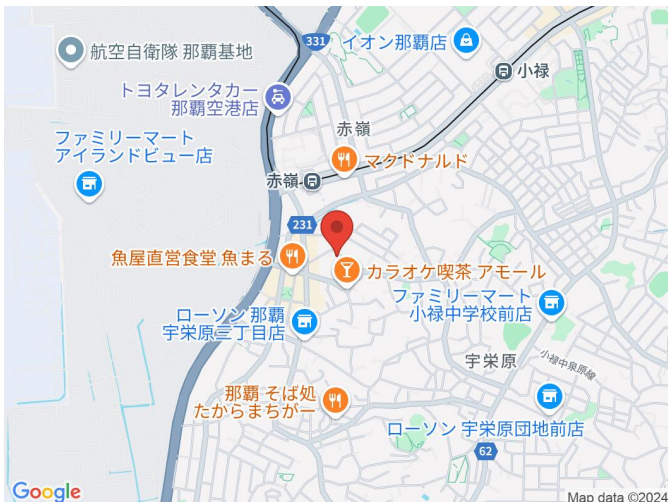 331
イオン那覇店
航空自衛隊 那覇基地
小禄
トヨタレンタカー
那覇空港店
赤嶺
ファミリーマート
アイランドビュー店
マクドナルド
赤嶺
231
魚屋直営食堂 魚まる
カラオケ喫茶 アモール
ファミリーマート
小禄中学校前店
ローソン 那覇
宇栄原三丁目店
宇栄原
小禄中泉原線
那覇 そば処
たからまちがー
ローソン 宇栄原団地前店
62
Google
Map data ©2024